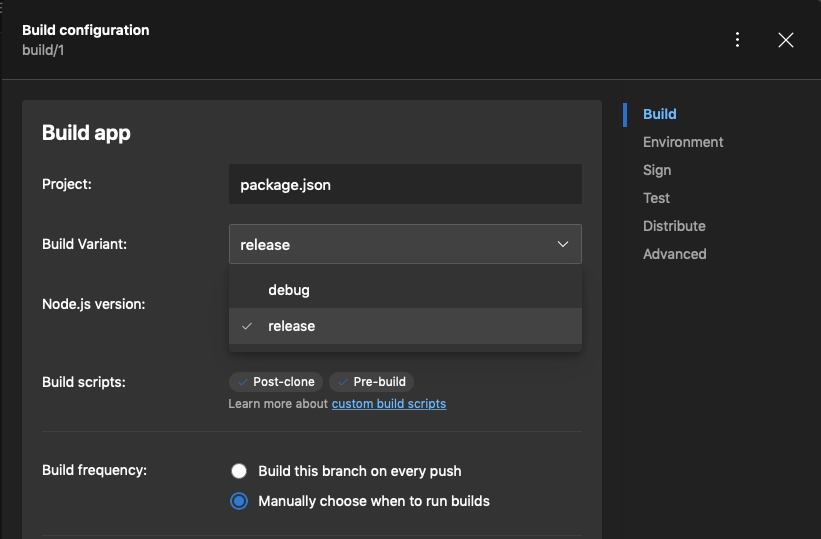 Build configuration
build/1
Build app
Project:
package.json
Build Variant:
release
debug
Node.js version:
release
Build scripts:
Post-clone
Pre-build
Learn more about custom build scripts
Build frequency:
Build this branch on every push
Manually choose when to run builds
Build
Environment
Sign
Test
Distribute
Advanced